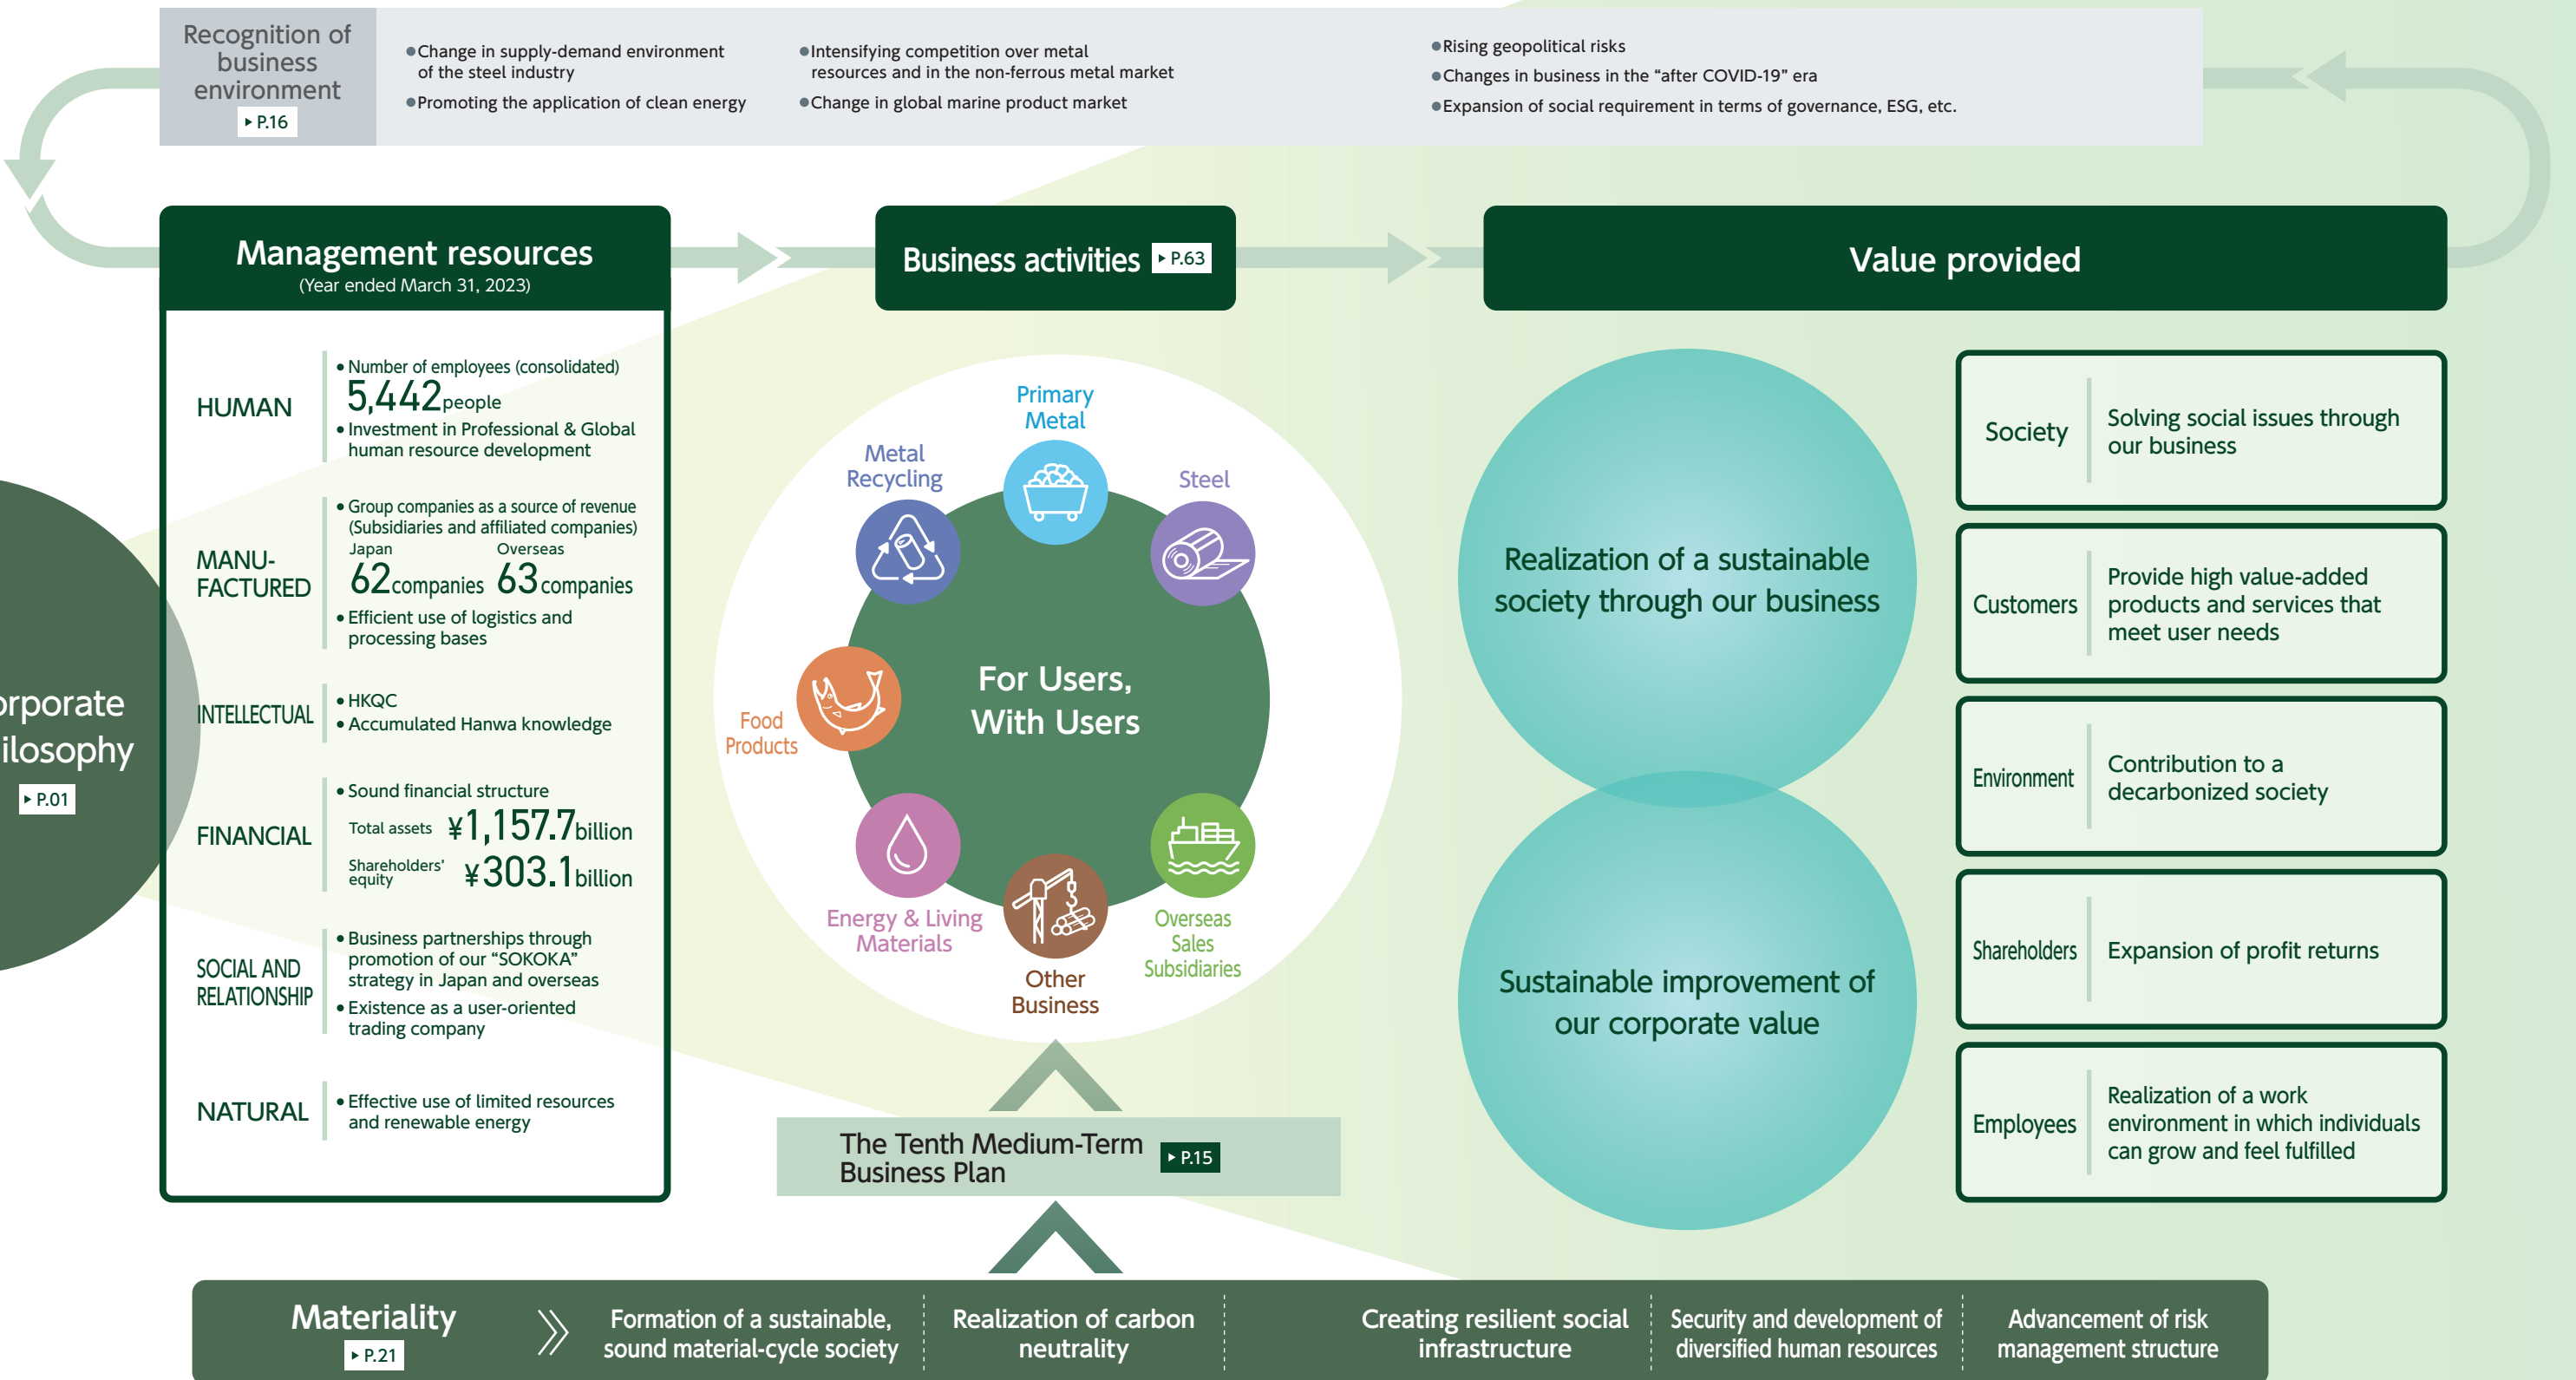 Recognition of
business
environment
▶ P.16
●Change in supply-demand environment
of the steel industry
●Promoting the application of clean energy
●Intensifying competition over metal
resources and in the non-ferrous metal market
●Change in global marine product market
●Rising geopolitical risks
●Changes in business in the “after COVID-19” era
●Expansion of social requirement in terms of governance, ESG, etc.
orporate
ilosophy
▶ P.01
Management resources
(Year ended March 31, 2023)
HUMAN
• Number of employees (consolidated)
5,442people
• Investment in Professional & Global
human resource development
MANU-
FACTURED
• Group companies as a source of revenue
(Subsidiaries and affiliated companies)
Japan Overseas
62companies 63companies
• Efficient use of logistics and
processing bases
INTELLECTUAL
• HKQC
• Accumulated Hanwa knowledge
FINANCIAL
• Sound financial structure
Total assets ¥1,157.7billion
Shareholders’
equity
¥303.1billion
SOCIAL AND
RELATIONSHIP
• Business partnerships through
promotion of our “SOKOKA”
strategy in Japan and overseas
• Existence as a user-oriented
trading company
NATURAL
• Effective use of limited resources
and renewable energy
Business activities ▶ P.63
Primary
Metal
Metal
Recycling
Steel
For Users,
With Users
Food
Products
Energy & Living
Materials
Other
Business
Overseas
Sales
Subsidiaries
The Tenth Medium-Term
Business Plan
▶ P.15
Value provided
Realization of a sustainable
society through our business
Sustainable improvement of
our corporate value
Society
Solving social issues through
our business
Customers
Provide high value-added
products and services that
meet user needs
Environment
Contribution to a
decarbonized society
Shareholders
Expansion of profit returns
Employees
Realization of a work
environment in which individuals
can grow and feel fulfilled
Materiality
▶ P.21
Formation of a sustainable,
sound material-cycle society
Realization of carbon
neutrality
Creating resilient social
infrastructure
Security and development of
diversified human resources
Advancement of risk
management structure